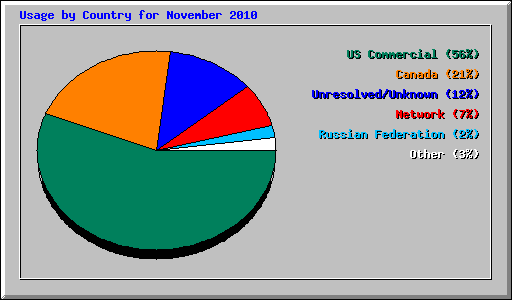 Usage by Country for November 2010
US Commercial (56%)
Canada (21%)
Unresolved/Unknown (12%)
Network (7%)
Russian Federation (2%)
Other (3%)